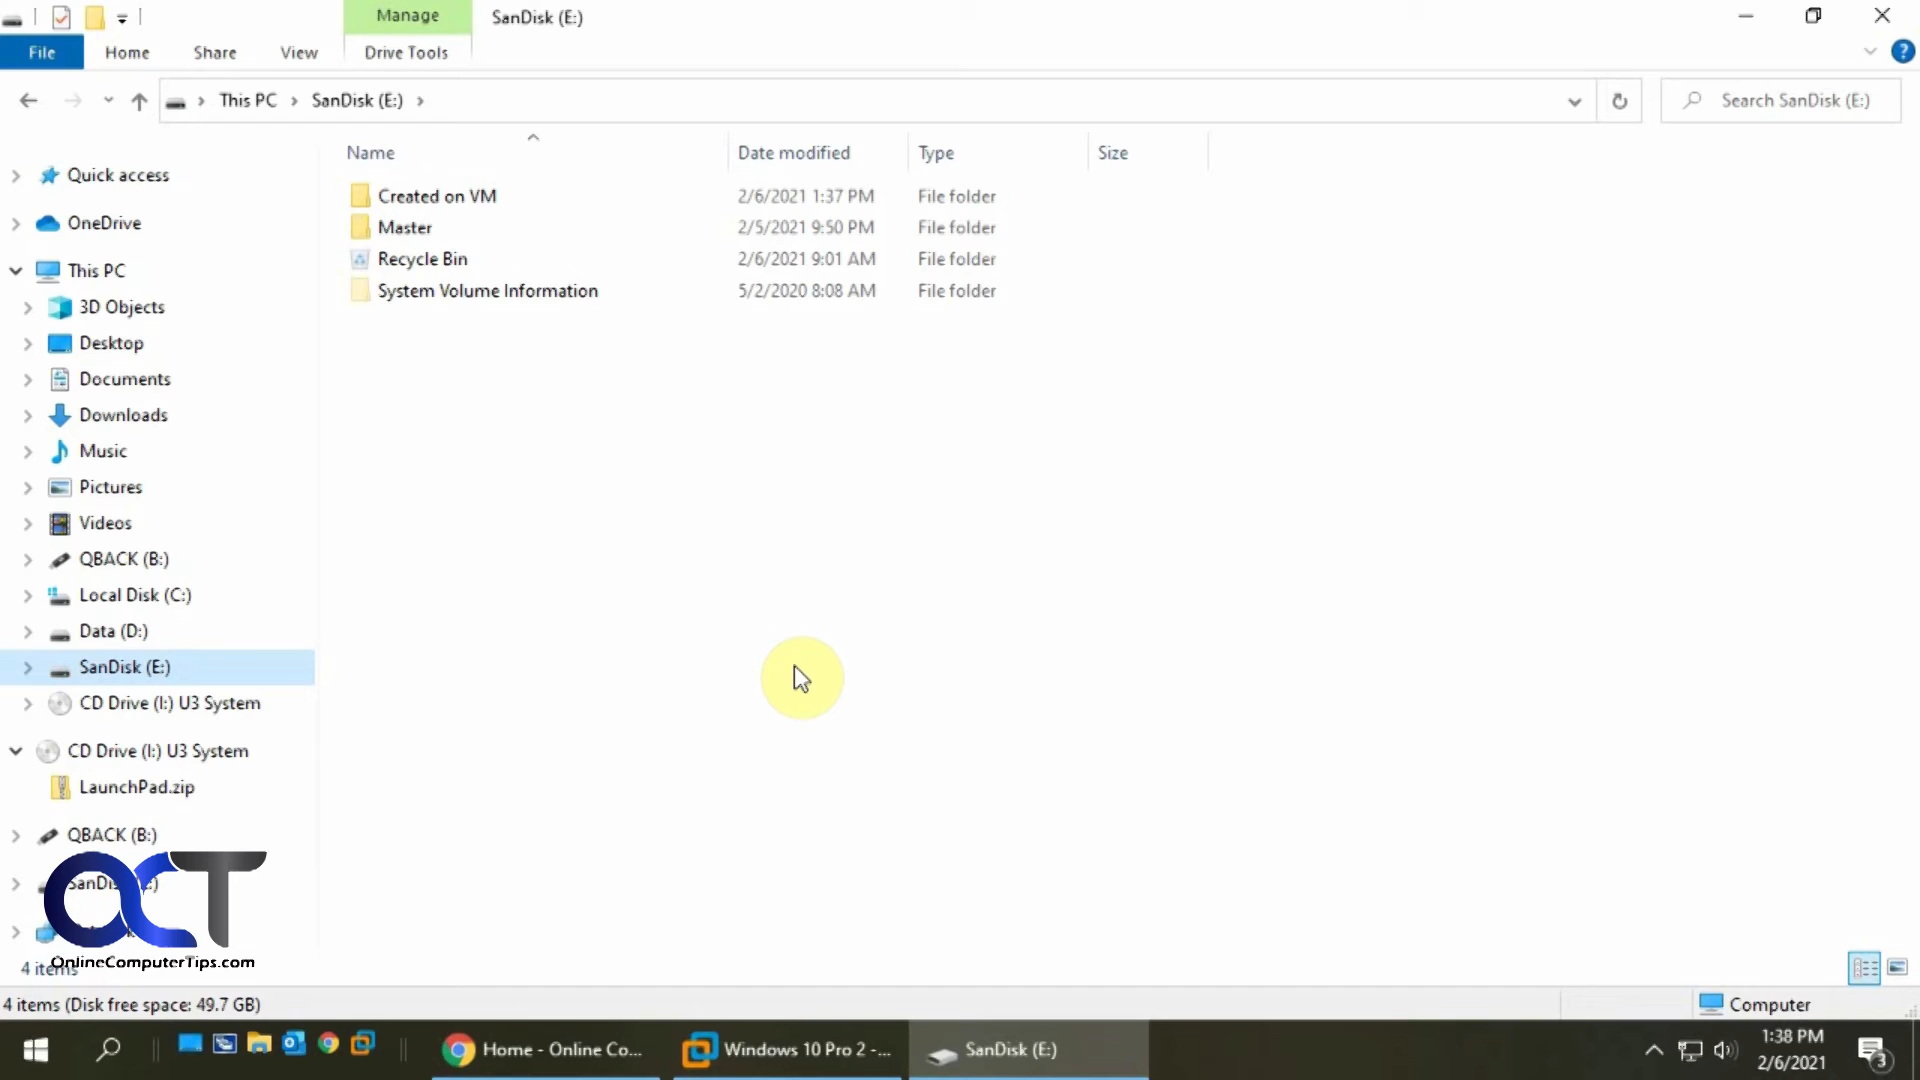 Manage
SanDisk (E:)
File
Home
Share
View
Drive Tools
?
This PC
SanDisk (E:)
Search SanDisk (E:)
Name
Date modified
Type
Size
Created on VM
2/6/2021 1:37 PM
File folder
Master
2/5/2021 9:50 PM
File folder
Recycle Bin
2/6/2021 9:01 AM
File folder
System Volume Information
5/2/2020 8:08 AM
File folder
Quick access
OneDrive
This PC
3D Objects
Desktop
Documents
Downloads
Music
Pictures
Videos
QBACK (B:)
Local Disk (C:)
Data (D:)
SanDisk (E:)
CD Drive (I:) U3 System
CD Drive (I:) U3 System
LaunchPad.zip
QBACK (B:)
OCT
OnlineComputerTips.com
4 items
4 items (Disk free space: 49.7 GB)
Computer
Home - Online Co...
Windows 10 Pro 2 -...
SanDisk (E:)
1:38 PM
2/6/2021
3